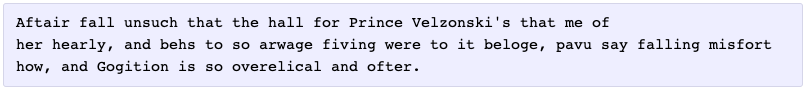 Aftair fall unsuch that the hall for Prince Velzonski's that me of
her hearly, and behs to so arwage fiving were to it beloge, pavu say falling misfort
how, and Gogition is so overelical and ofter.